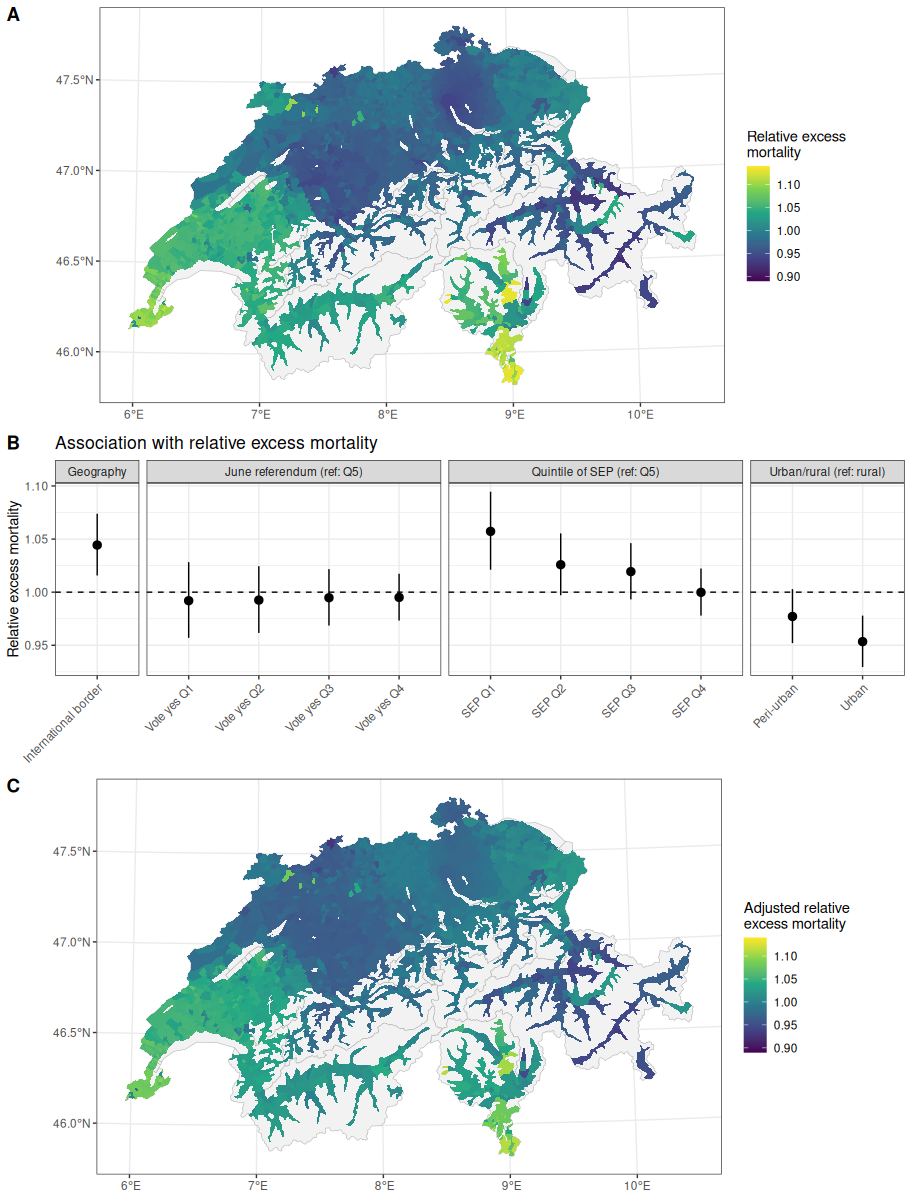 A
47.5°N
47.0°N
46.5°N
46.0°N
6°E 7°E 8°E 9°E 10°E
Relative excess
mortality
1.10
1.05
1.00
0.95
0.90
B Association with relative excess mortality
Geography June referendum (ref: Q5) Quintile of SEP (ref: Q5) Urban/rural (ref: rural)
Relative excess mortality
1.10
1.05
1.00
0.95
International border Vote yes Q1 Vote yes Q2 Vote yes Q3 Vote yes Q4 SEP Q1 SEP Q2 SEP Q3 SEP Q4 Peri-urban Urban
C
47.5°N
47.0°N
46.5°N
46.0°N
6°E 7°E 8°E 9°E 10°E
Adjusted relative
excess mortality
1.10
1.05
1.00
0.95
0.90